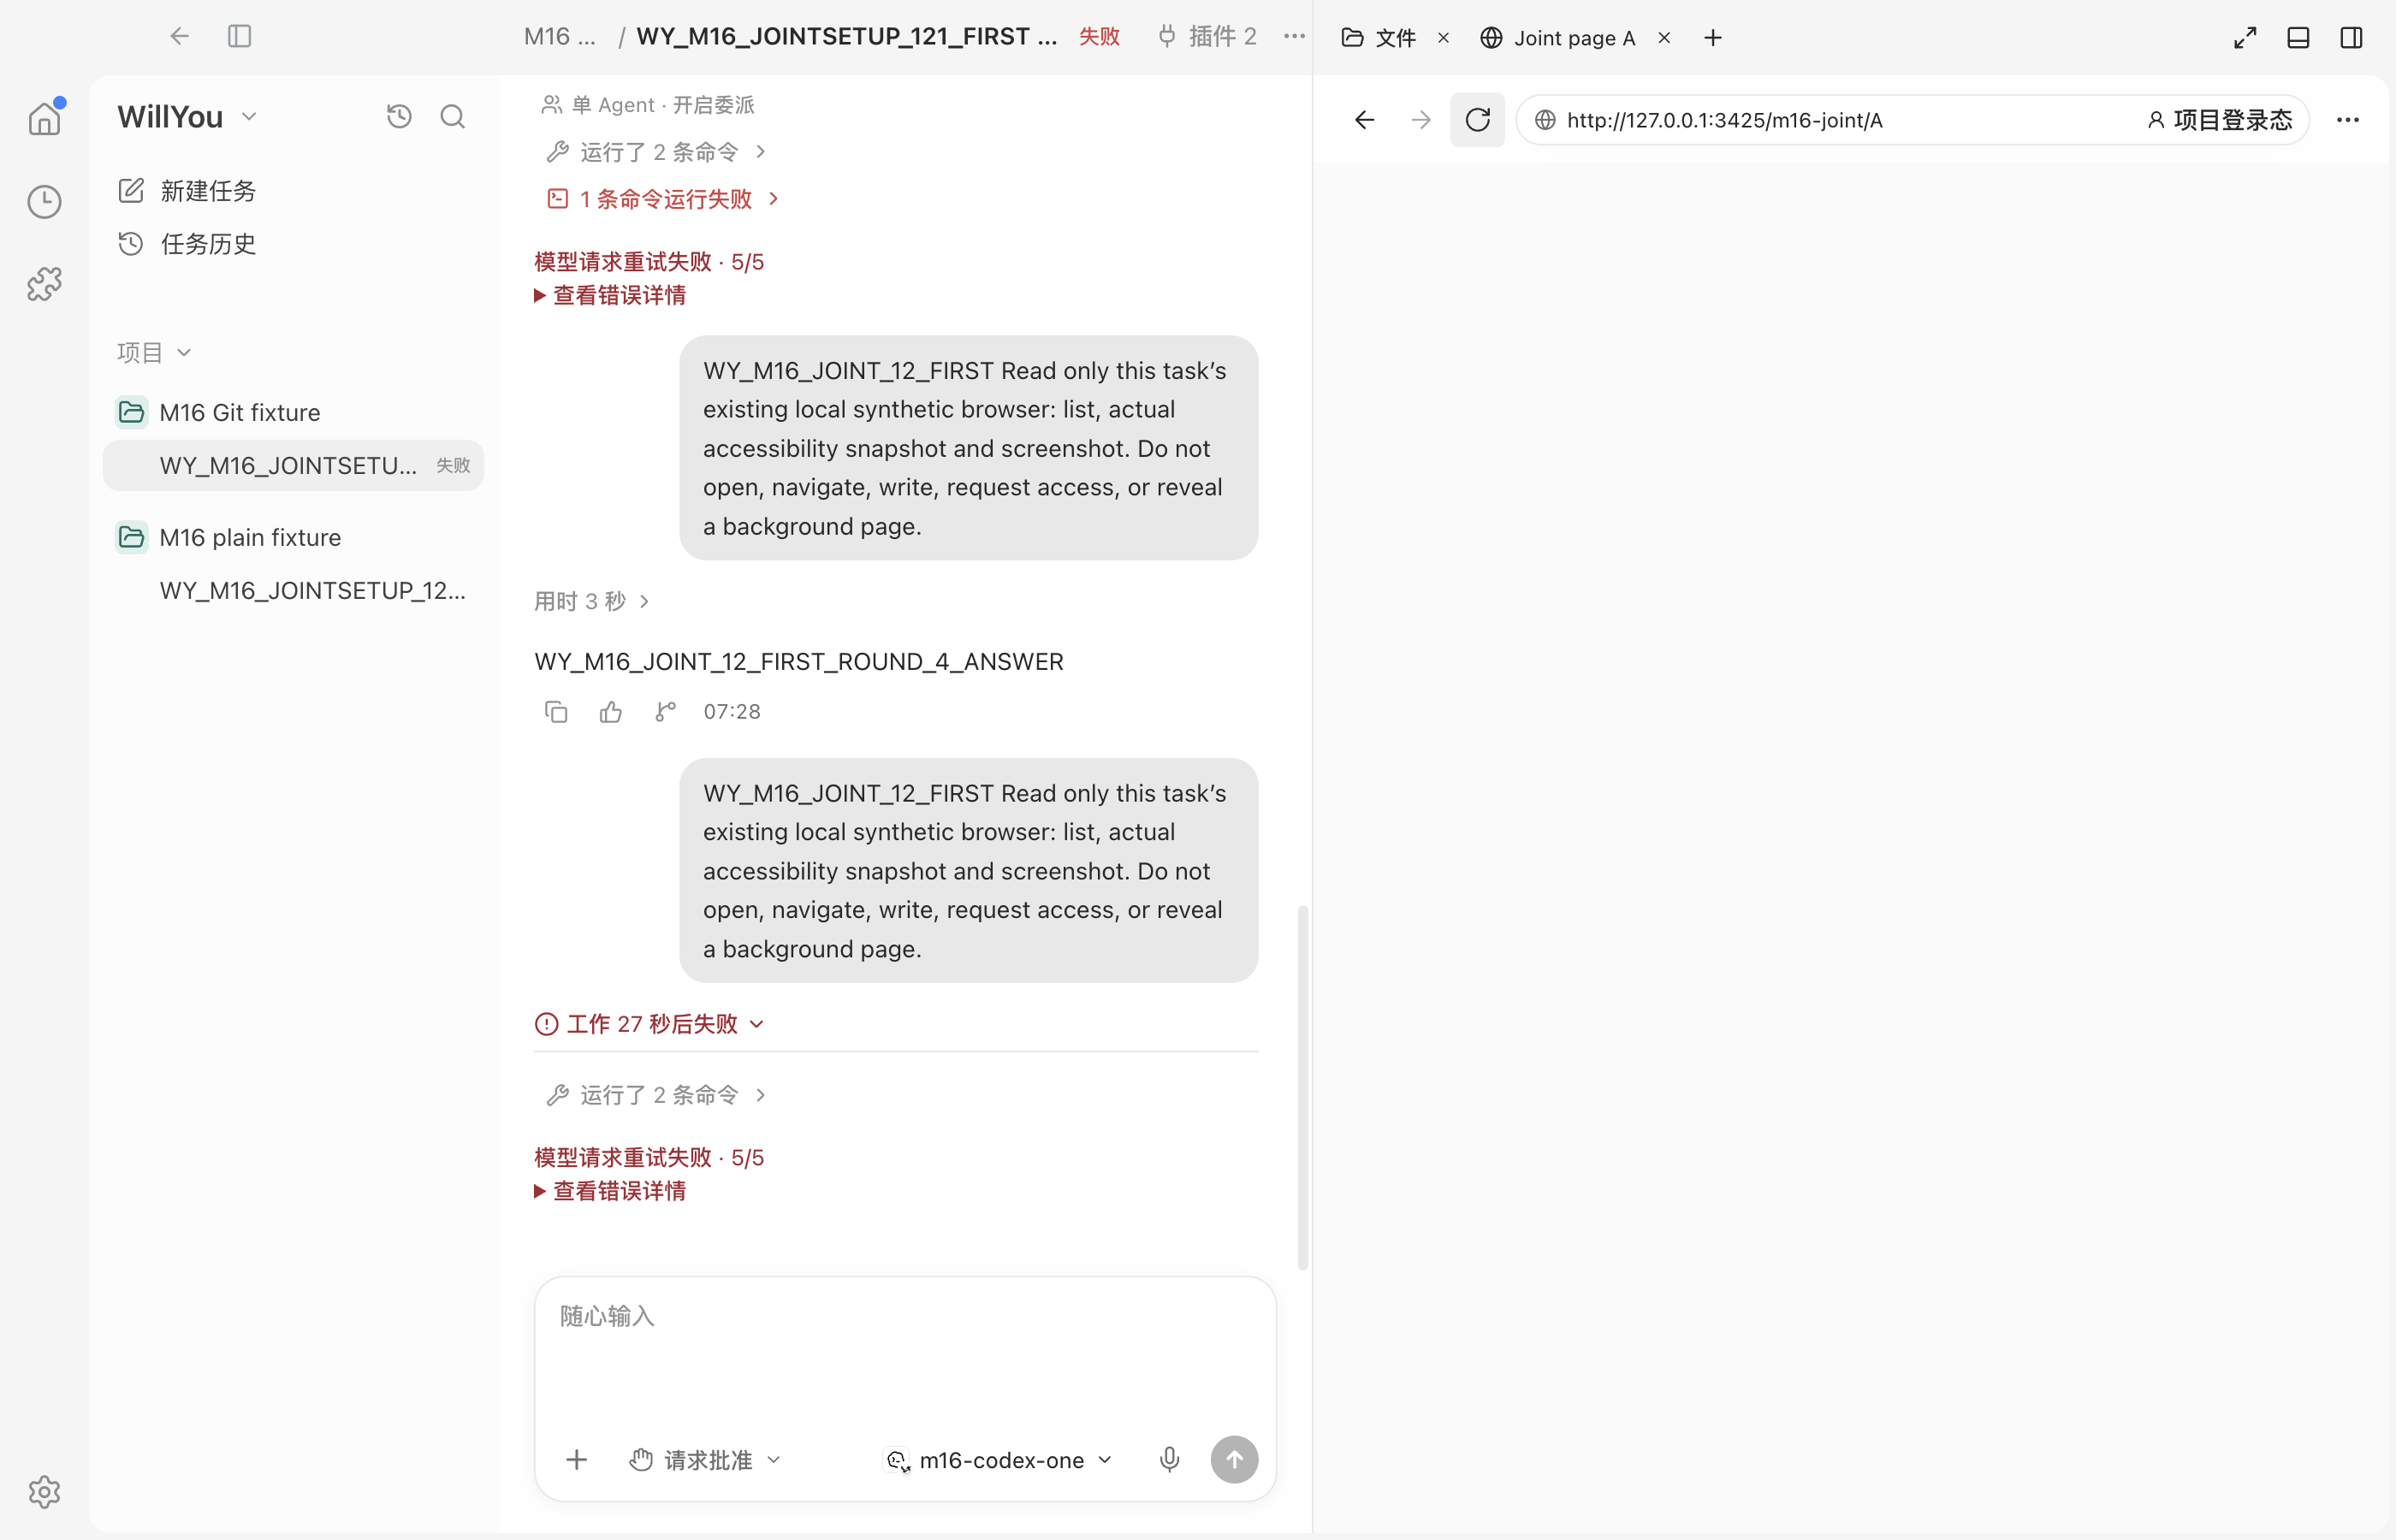 M16 ... / WY_M16_JOINTSETUP_121_FIRST ... 失败 插件 2
文件
Joint page A
WillYou
新建任务
任务历史
项目
M16 Git fixture
WY_M16_JOINTSETU... 失败
M16 plain fixture
WY_M16_JOINTSETUP_12...
单 Agent · 开启委派
运行了 2 条命令
1 条命令运行失败
模型请求重试失败 · 5/5
查看错误详情
WY_M16_JOINT_12_FIRST Read only this task’s
existing local synthetic browser: list, actual
accessibility snapshot and screenshot. Do not
open, navigate, write, request access, or reveal
a background page.
用时 3 秒
WY_M16_JOINT_12_FIRST_ROUND_4_ANSWER
07:28
WY_M16_JOINT_12_FIRST Read only this task’s
existing local synthetic browser: list, actual
accessibility snapshot and screenshot. Do not
open, navigate, write, request access, or reveal
a background page.
工作 27 秒后失败
运行了 2 条命令
模型请求重试失败 · 5/5
查看错误详情
随心输入
请求批准
m16-codex-one
http://127.0.0.1:3425/m16-joint/A
项目登录态